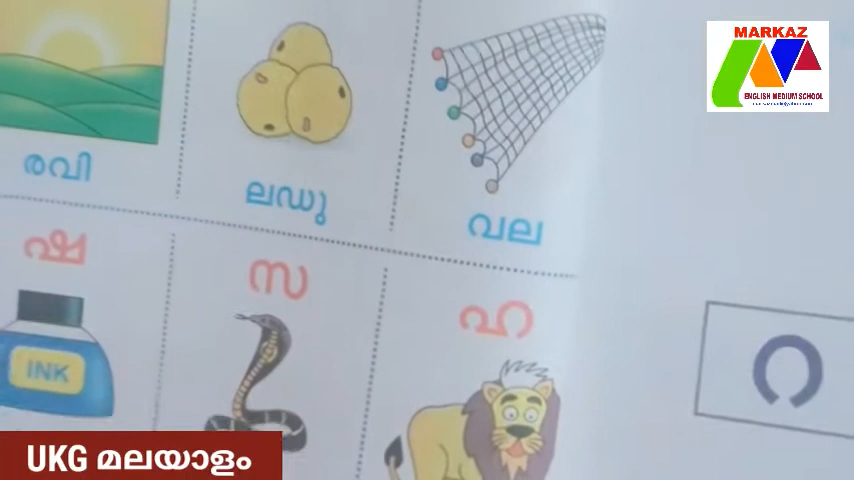 MARKAZ
ENGLISH MEDIUM SCHOOL
രവി
ലഡു
വല
ഷ
സ
ഹ
INK
റ
UKG മലയാളം